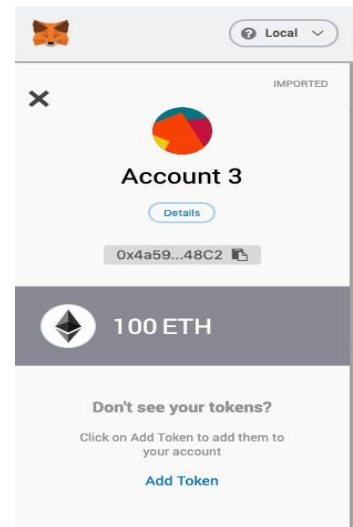 Local
IMPORTED
Account 3
Details
0x4a59...48C2
100 ETH
Don't see your tokens?
Click on Add Token to add them to
your account
Add Token